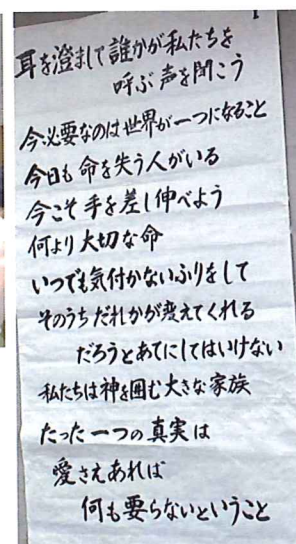 耳を澄まして誰かが私たちを
呼ぶ声を聞こう
今必要なのは世界が一つになること
今日も命を失う人がいる
今こそ手を差し伸べよう
何より大切な命
いつでも気付かないふりをして
そのうちだれかが変えてくれる
だろうとあてにしてはいけない
私たちは神を囲む大きな家族
たった一つの真実は
愛さえあれば
何も要らないということ